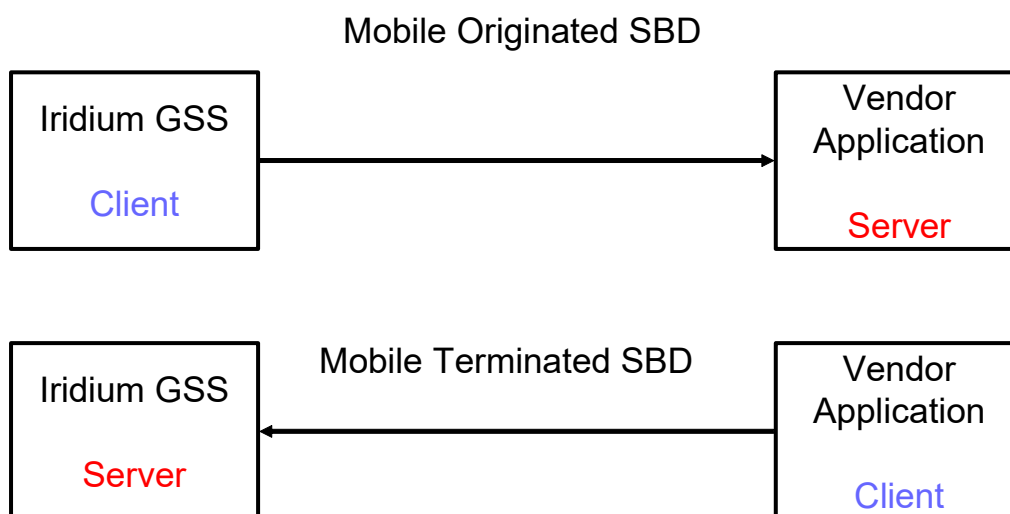 Mobile Originated SBD
Iridium GSS
Client
Vendor
Application
Server
Mobile Terminated SBD
Iridium GSS
Server
Vendor
Application
Client